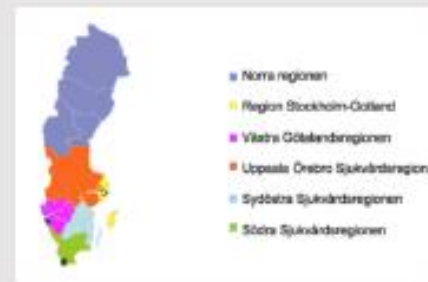 Norra regionen
Region Stockholm-Gotland
Västra Götalandsregionen
Uppsala Örebro Sjukvårdsregion
Sydöstra Sjukvårdsregionen
Södra Sjukvårdsregionen